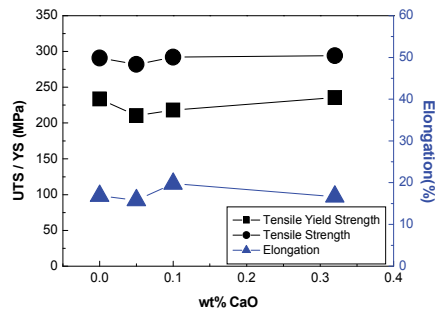 350
300
250
200
150
100
50
0
UTS / YS (MPa)
60
50
40
30
20
10
0
Elongation(%)
Tensile Yield Strength
Tensile Strength
Elongation
0.0 0.1 0.2 0.3 0.4
wt% CaO